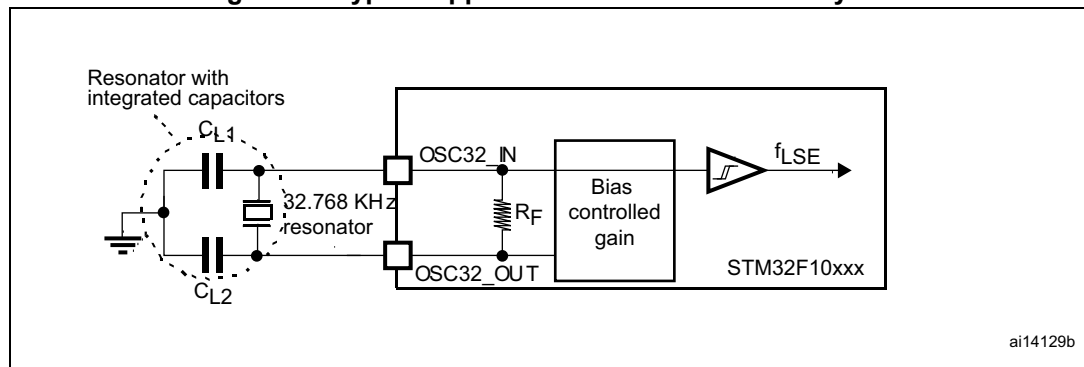 Resonator with
integrated capacitors
CL1
OSC32_IN
fLSE
32.768 KHz
resonator
RF
Bias
controlled
gain
OSC32_OUT
STM32F10xxx
CL2
ai14129b